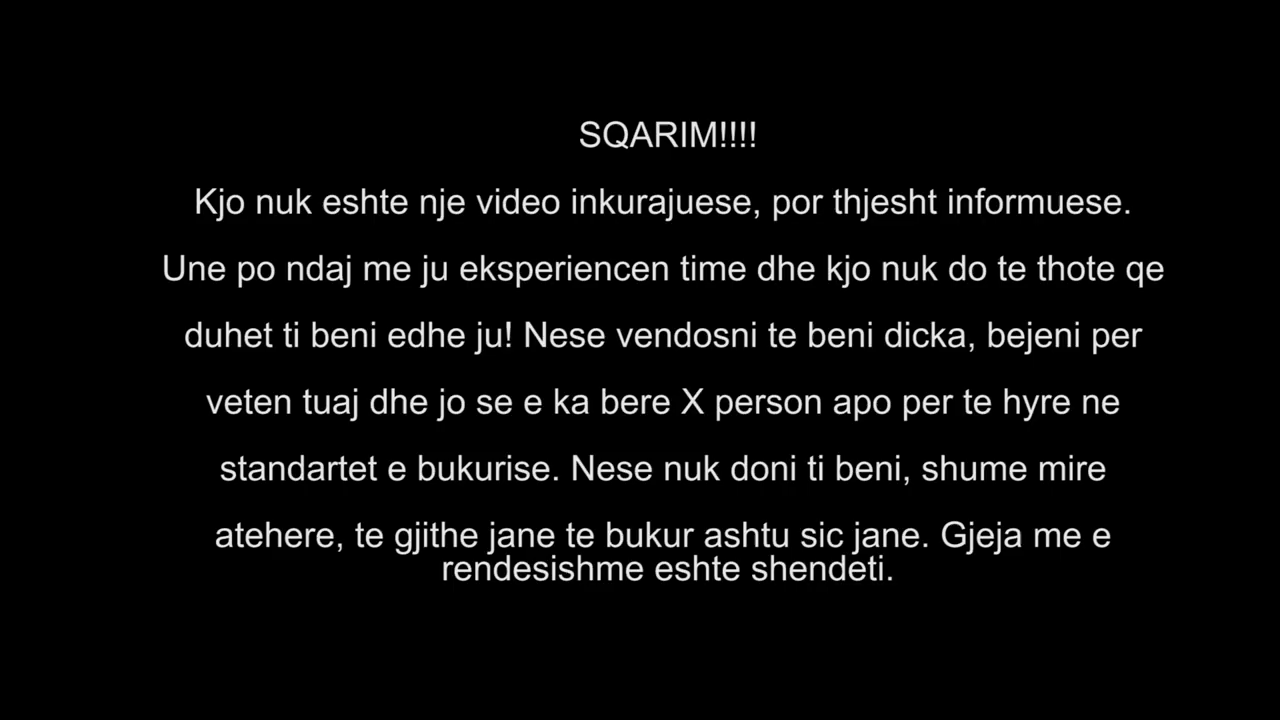 SQARIM!!!!
Kjo nuk eshte nje video inkurajuese, por thjesht informuese.
Une po ndaj me ju eksperiencen time dhe kjo nuk do te thote qe
duhet ti beni edhe ju! Nese vendosni te beni dicka, bejeni per
veten tuaj dhe jo se e ka bere X person apo per te hyre ne
standartet e bukurise. Nese nuk doni ti beni, shume mire
atehere, te gjithe jane te bukur ashtu sic jane. Gjeja me e
rendesishme eshte shendeti.